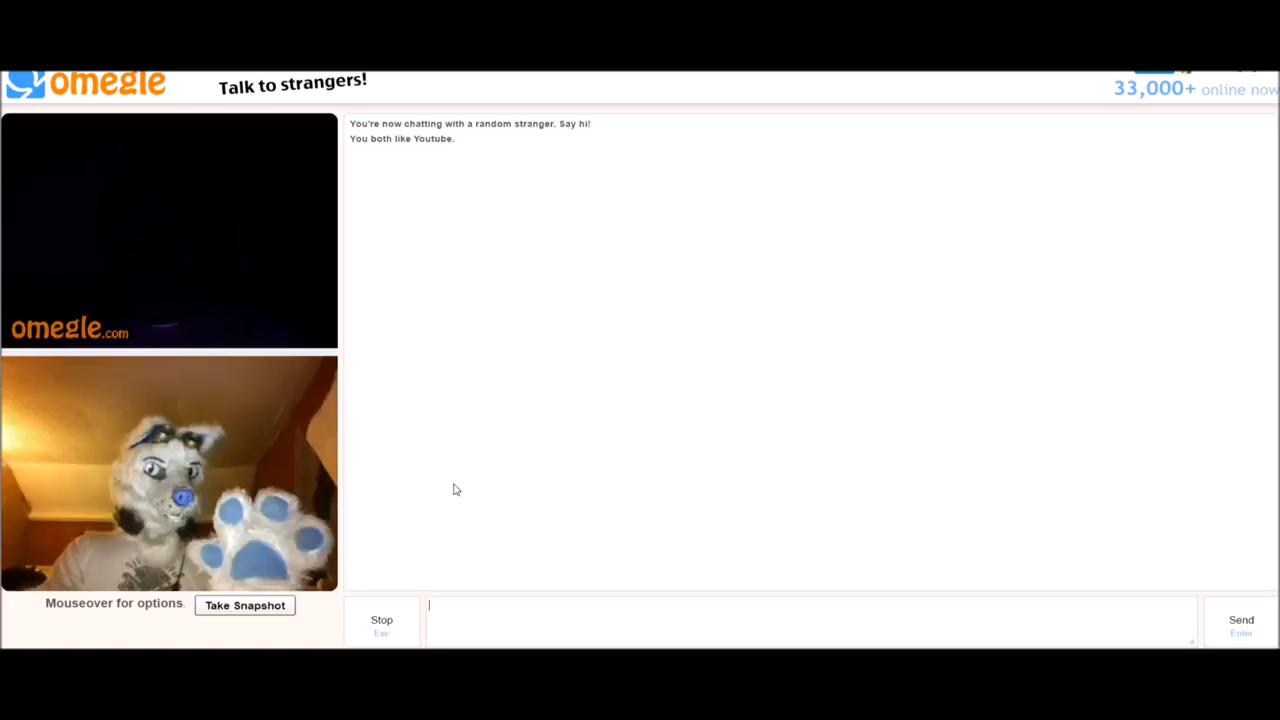 omegle
Talk to strangers!
33,000+ online now
You're now chatting with a random stranger. Say hi!
You both like Youtube.
omegle.com
Mouseover for options.
Take Snapshot
Stop
Esc
Send
Enter